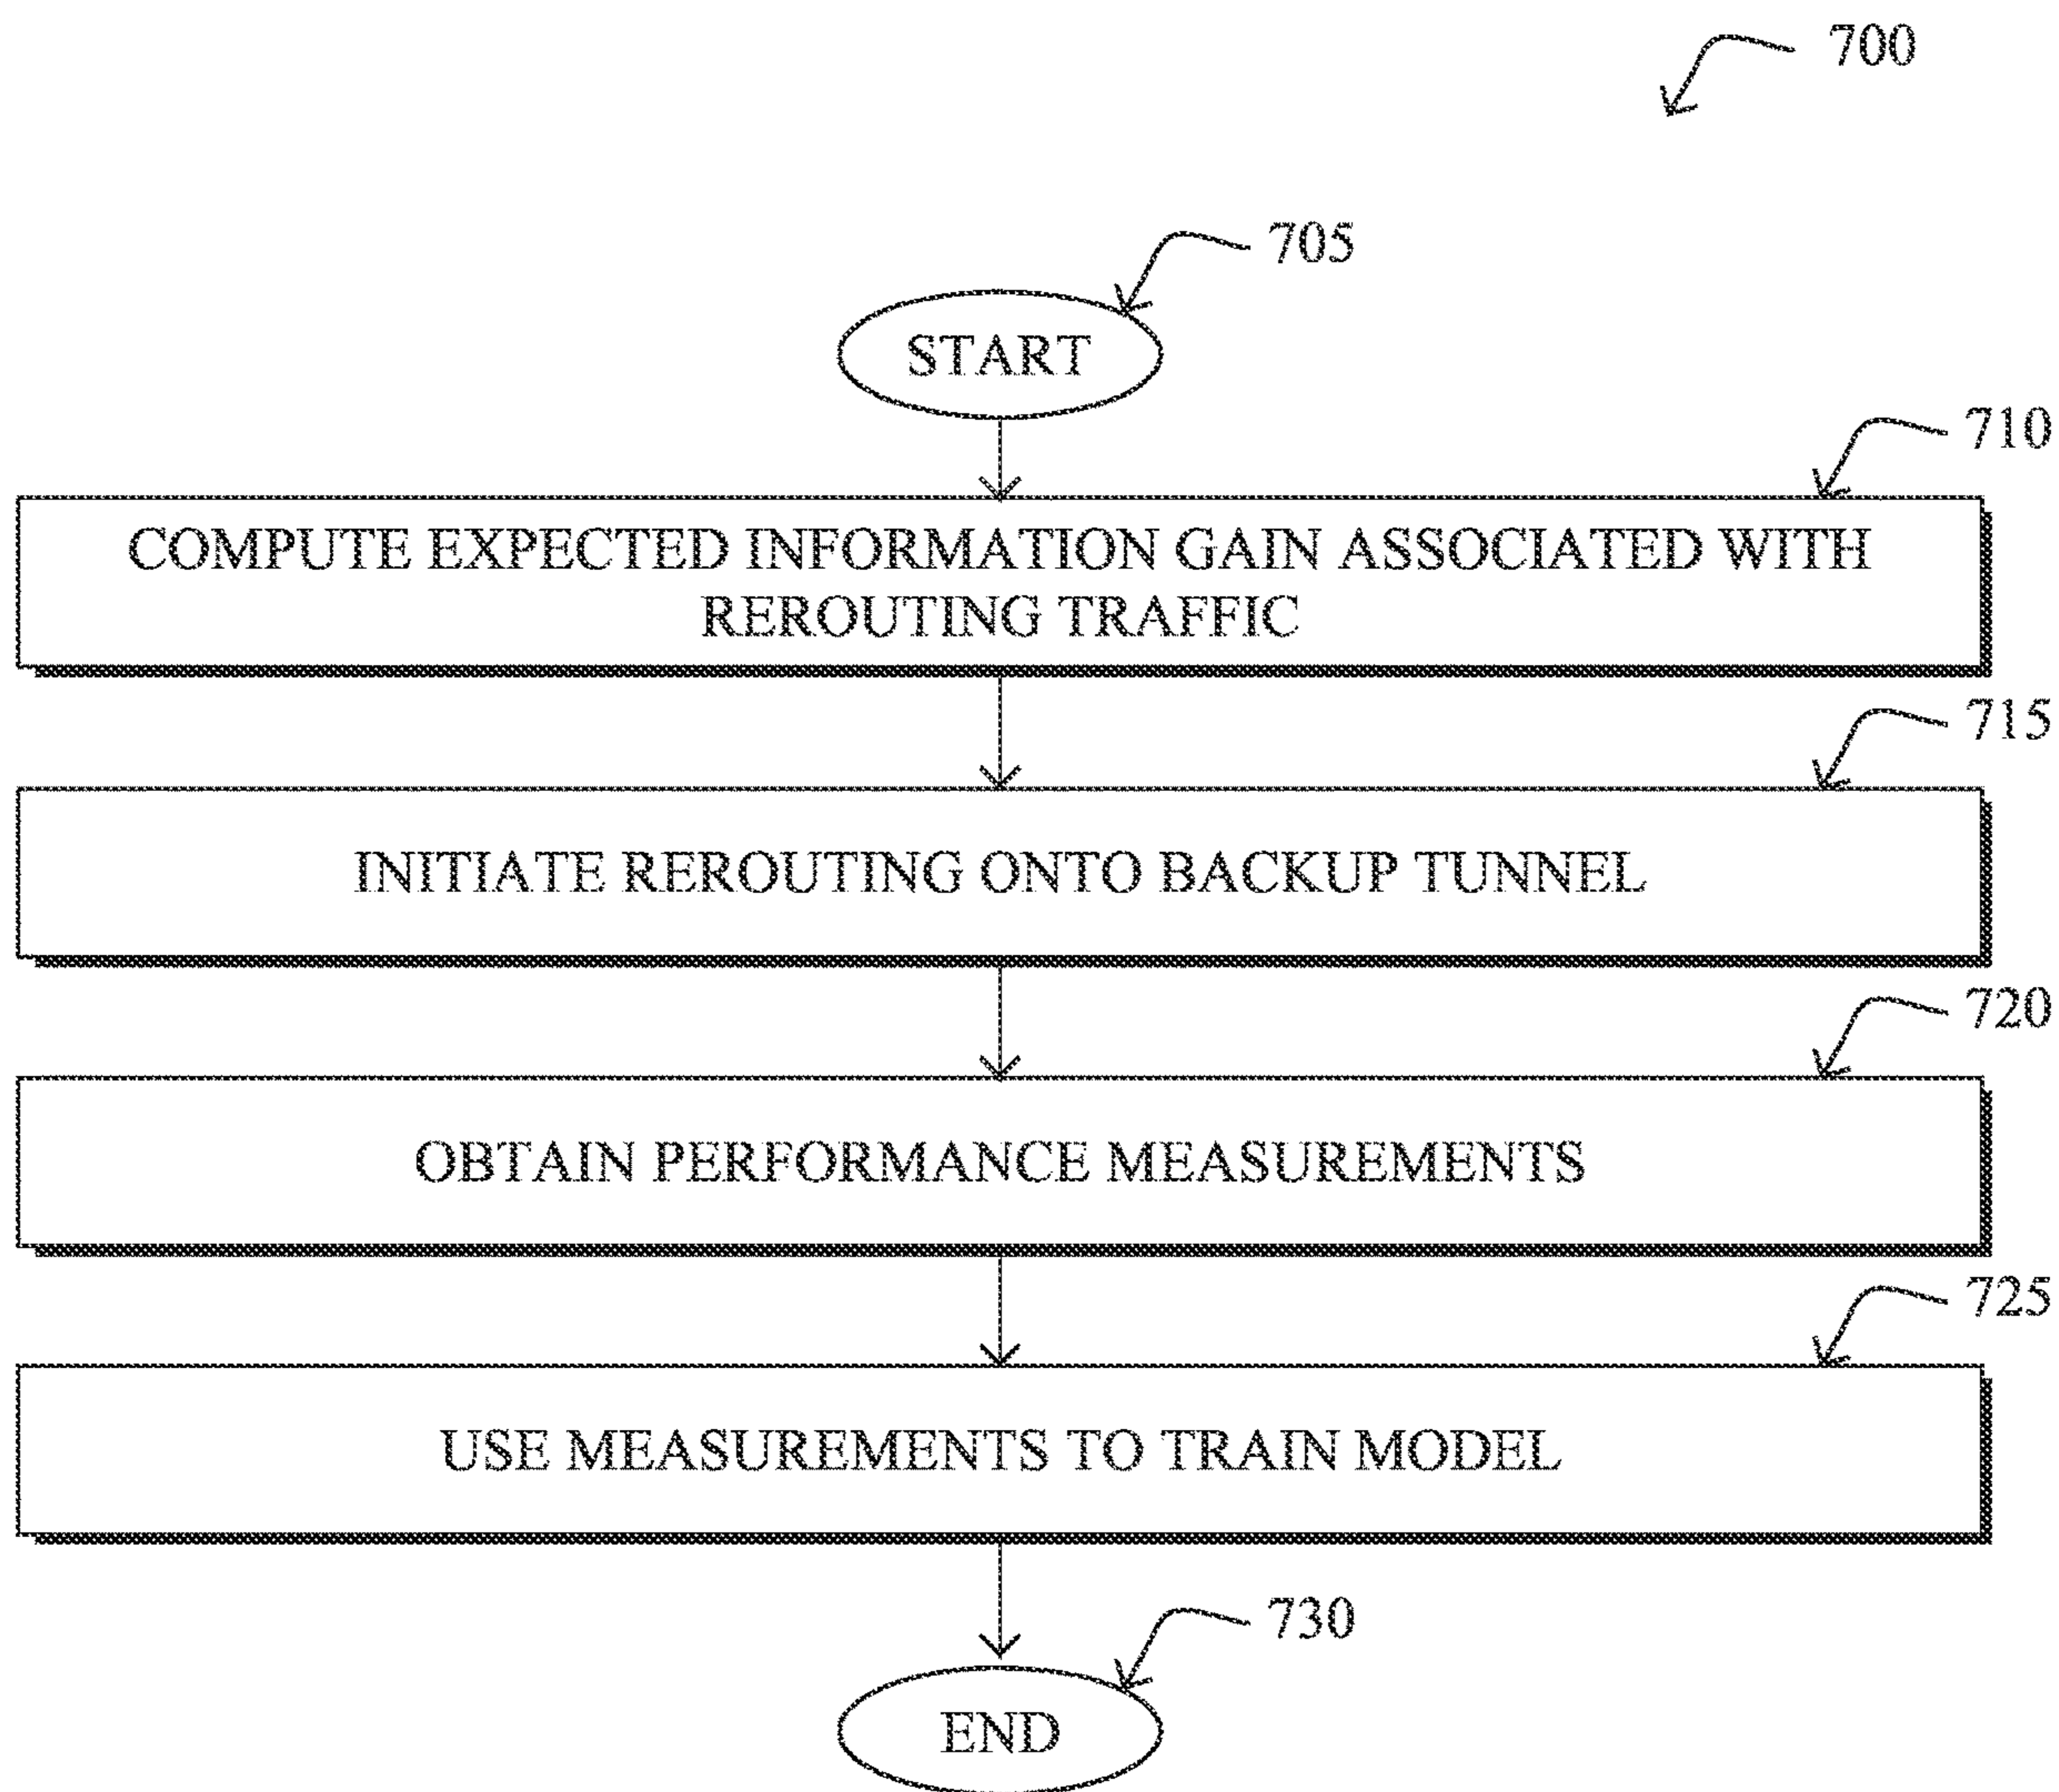 700
705
START
710
COMPUTE EXPECTED INFORMATION GAIN ASSOCIATED WITH
REROUTING TRAFFIC
715
INITIATE REROUTING ONTO BACKUP TUNNEL
720
OBTAIN PERFORMANCE MEASUREMENTS
725
USE MEASUREMENTS TO TRAIN MODEL
730
END